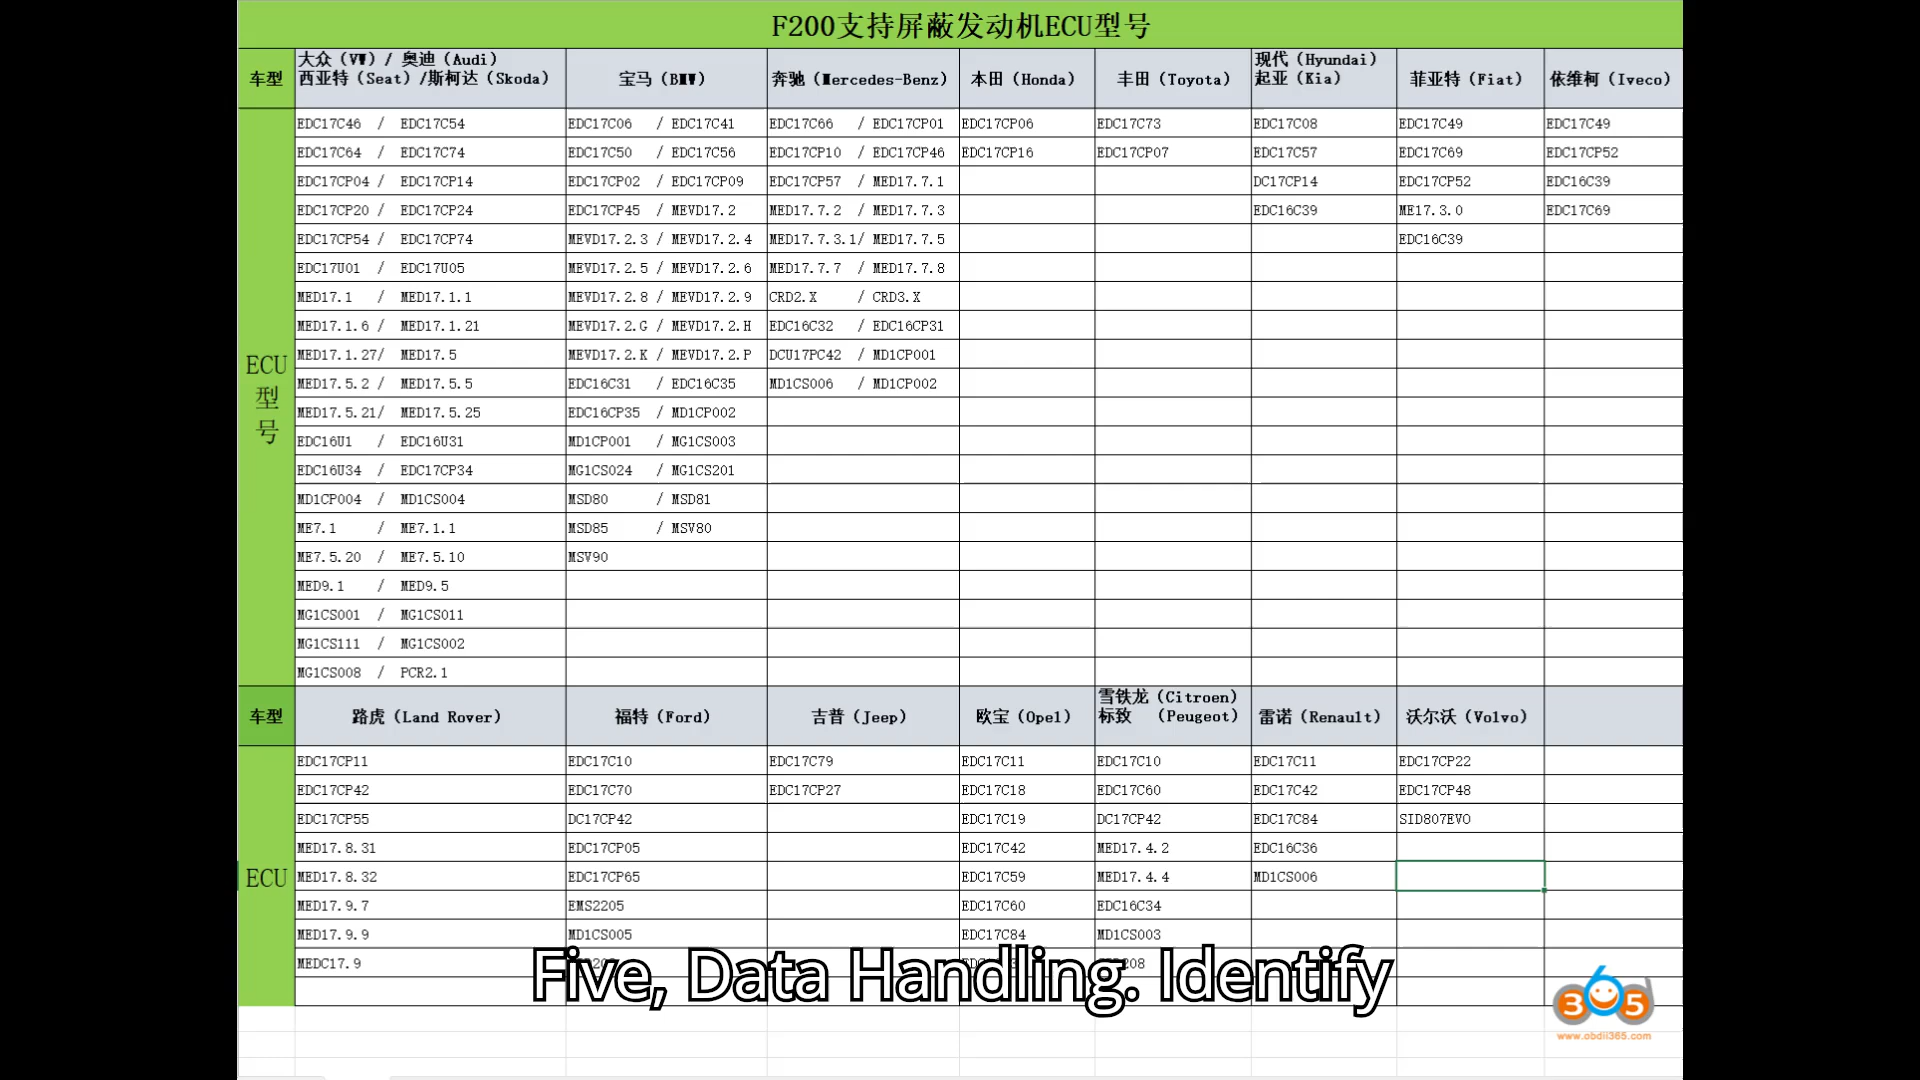 F200支持屏蔽发动机ECU型号
车型
大众（VW）/ 奥迪（Audi）
西亚特（Seat）/斯柯达（Skoda）
宝马（BMW）
奔驰（Mercedes-Benz）
本田（Honda）
丰田（Toyota）
现代（Hyundai）
起亚（Kia）
菲亚特（Fiat）
依维柯（Iveco）
EDC17C46 / EDC17C54 EDC17C06 / EDC17C41 EDC17C66 / EDC17CP01 EDC17CP06 EDC17C73 EDC17C08 EDC17C49 EDC17C49
EDC17C64 / EDC17C74 EDC17C50 / EDC17C56 EDC17CP10 / EDC17CP46 EDC17CP16 EDC17CP07 EDC17C57 EDC17C69 EDC17CP52
EDC17CP04 / EDC17CP14 EDC17CP02 / EDC17CP09 EDC17CP57 / MED17.7.1 DC17CP14 EDC17CP52 EDC16C39
EDC17CP20 / EDC17CP24 EDC17CP45 / MEVD17.2 MED17.7.2 / MED17.7.3 EDC16C39 ME17.3.0 EDC17C69
EDC17CP54 / EDC17CP74 MEVD17.2.3 / MEVD17.2.4 MED17.7.3.1/ MED17.7.5 EDC16C39
EDC17U01 / EDC17U05 MEVD17.2.5 / MEVD17.2.6 MED17.7.7 / MED17.7.8
MED17.1 / MED17.1.1 MEVD17.2.8 / MEVD17.2.9 CRD2.X / CRD3.X
MED17.1.6 / MED17.1.21 MEVD17.2.G / MEVD17.2.H EDC16C32 / EDC16CP31
MED17.1.27/ MED17.5 MEVD17.2.K / MEVD17.2.P DCU17PC42 / MD1CP001
ECU
型
号
MED17.5.2 / MED17.5.5 EDC16C31 / EDC16C35 MD1CS006 / MD1CP002
MED17.5.21/ MED17.5.25 EDC16CP35 / MD1CP002
EDC16U1 / EDC16U31 MD1CP001 / MG1CS003
EDC16U34 / EDC17CP34 MG1CS024 / MG1CS201
MD1CP004 / MD1CS004 MSD80 / MSD81
ME7.1 / ME7.1.1 MSD85 / MSV80
ME7.5.20 / ME7.5.10 MSV90
MED9.1 / MED9.5
MG1CS001 / MG1CS011
MG1CS111 / MG1CS002
MG1CS008 / PCR2.1
车型
路虎（Land Rover）
福特（Ford）
吉普（Jeep）
欧宝（Opel）
雪铁龙（Citroen）
标致 （Peugeot）
雷诺（Renault）
沃尔沃（Volvo）
EDC17CP11 EDC17C10 EDC17C79 EDC17C11 EDC17C10 EDC17C11 EDC17CP22
EDC17CP42 EDC17C70 EDC17CP27 EDC17C18 EDC17C60 EDC17C42 EDC17CP48
EDC17CP55 DC17CP42 EDC17C19 DC17CP42 EDC17C84 SID807EVO
MED17.8.31 EDC17CP05 EDC17C42 MED17.4.2 EDC16C36
ECU
MED17.8.32 EDC17CP65 EDC17C59 MED17.4.4 MD1CS006
MED17.9.7 EMS2205 EDC17C60 EDC16C34
MED17.9.9 MD1CS005 EDC17C84 MD1CS003
MEDC17.9
Five, Data Handling. Identify
365
www.obdii365.com